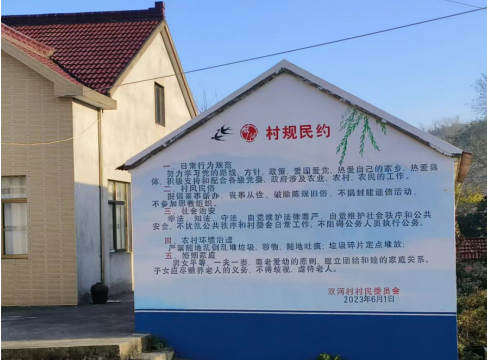 村规民约
一、日常行为规范
努力学习党的路线、方针、政策，爱国爱党，热爱自己的家乡，热爱集
体，积极支持和配合各级党委、政府涉及农业、农村、农民的工作。
二、村风民俗
提倡喜事新办、丧事从俭、破除陈规旧俗，不搞封建迷信活动，
不参加邪教组织。
三、社会治安
学法、知法、守法，自觉维护法律尊严，自觉维护社会秩序和公共
安全，不扰乱公共秩序和村委会日常工作，不阻碍公务人员执行公务。
四、农村环境治理
严禁随地乱倒乱堆垃圾、秽物，随地吐痰；垃圾碎片定点堆放；
五、婚姻家庭
男女平等、一夫一妻、尊老爱幼的原则，建立团结和睦的家庭关系。
子女应尽赡养老人的义务，不得歧视、虐待老人。
双河村村民委员会
2023年6月1日